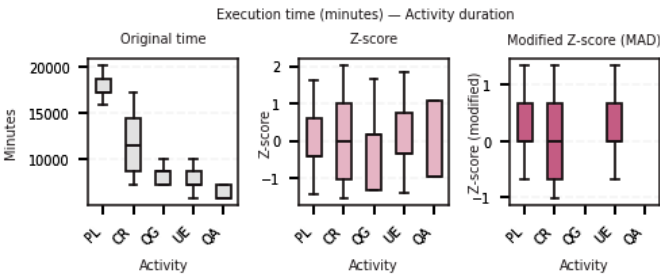 Execution time (minutes) — Activity duration
Original time
Minutes
20000
15000
10000
PL
CR
QG
UE
QA
Activity
Z-score
Z-score
2
1
0
−1
PL
CR
QG
UE
QA
Activity
Modified Z-score (MAD)
Z-score (modified)
1
0
−1
PL
CR
QG
UE
QA
Activity